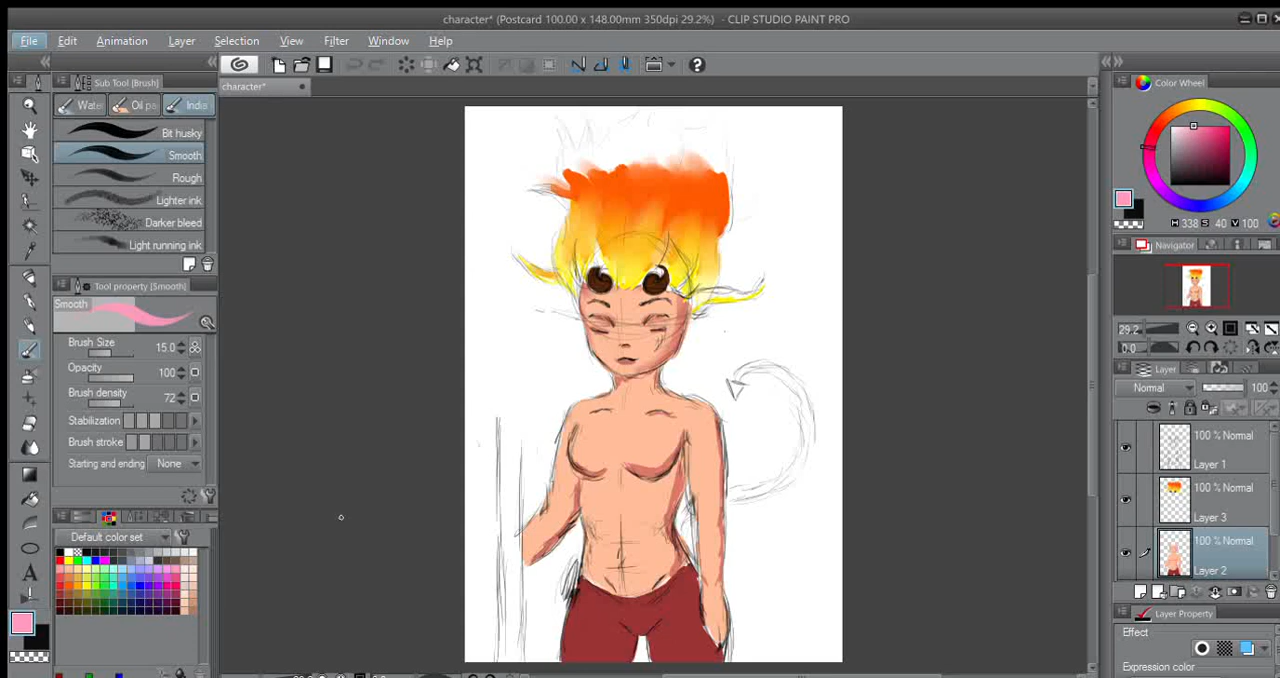 character* (Postcard 100.00 x 148.00mm 350dpi 29.2%) - CLIP STUDIO PAINT PRO
File Edit Animation Layer Selection View Filter Window Help
Sub Tool [Brush]
character*
Color Wheel
Wate Oil pa India
Bit husky
Smooth
Rough
Lighter ink
Darker bleed
Light running ink
H 338 S 40 V 100
Navigator
Tool property [Smooth]
Smooth
29.2
0.0
Brush Size 15.0
Opacity 100
Brush density 72
Stabilization
Brush stroke
Starting and ending None
Layer
Normal 100
100 % Normal
Layer 1
100 % Normal
Layer 3
100 % Normal
Layer 2
Default color set
A
Layer Property
Effect
Expression color